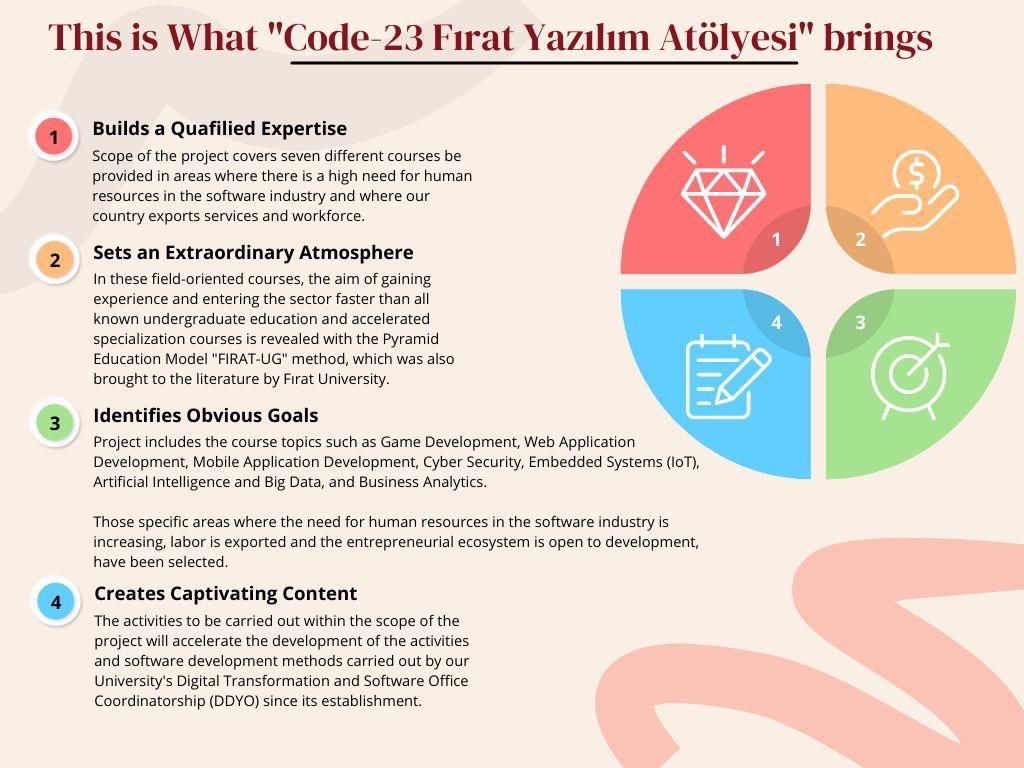 This is What "Code-23 Fırat Yazılım Atölyesi" brings
1
Builds a Quafilied Expertise
Scope of the project covers seven different courses be
provided in areas where there is a high need for human
resources in the software industry and where our
country exports services and workforce.
2
Sets an Extraordinary Atmosphere
In these field-oriented courses, the aim of gaining
experience and entering the sector faster than all
known undergraduate education and accelerated
specialization courses is revealed with the Pyramid
Education Model "FIRAT-UG" method, which was also
brought to the literature by Fırat University.
3
Identifies Obvious Goals
Project includes the course topics such as Game Development, Web Application
Development, Mobile Application Development, Cyber Security, Embedded Systems (IoT),
Artificial Intelligence and Big Data, and Business Analytics.
Those specific areas where the need for human resources in the software industry is
increasing, labor is exported and the entrepreneurial ecosystem is open to development,
have been selected.
4
Creates Captivating Content
The activities to be carried out within the scope of the
project will accelerate the development of the activities
and software development methods carried out by our
University's Digital Transformation and Software Office
Coordinatorship (DDYO) since its establishment.
1
$
2
4
3